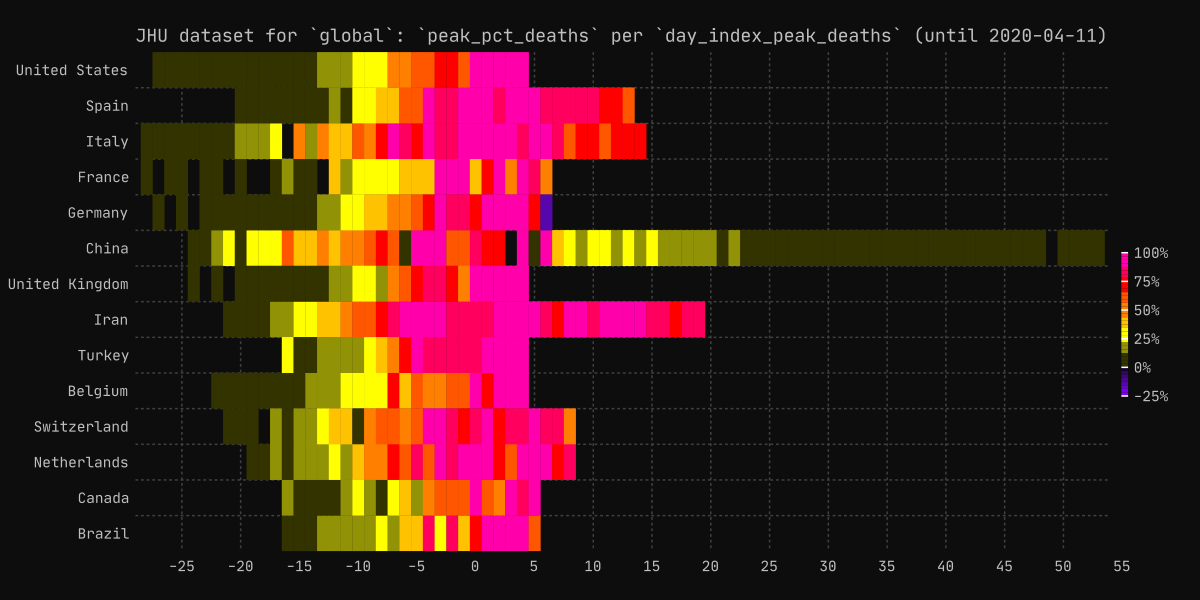 JHU dataset for `global`: `peak_pct_deaths` per `day_index_peak_deaths` (until 2020-04-11)
United States
Spain
Italy
France
Germany
China
United Kingdom
Iran
Turkey
Belgium
Switzerland
Netherlands
Canada
Brazil
100%
75%
50%
25%
0%
-25%
-25 -20 -15 -10 -5 0 5 10 15 20 25 30 35 40 45 50 55